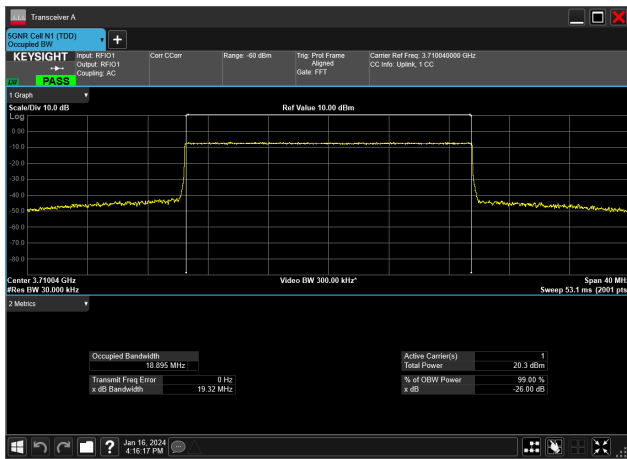 Transceiver A
5GNR Cell N1 (TDD)
Occupied BW
KEYSIGHT
LXI
PASS
Input: RFIO1
Output: RFIO1
Coupling: AC
Corr CCorr
Range: -60 dBm
Trig: Prot Frame
Aligned
Gate: FFT
Carrier Ref Freq: 3.710040000 GHz
CC Info: Uplink, 1 CC
1 Graph
Scale/Div 10.0 dB
Ref Value 10.00 dBm
Log
0.00
-10.0
-20.0
-30.0
-40.0
-50.0
-60.0
-70.0
-80.0
Center 3.71004 GHz
Video BW 300.00 kHz*
Span 40 MHz
#Res BW 30.000 kHz
Sweep 53.1 ms (2001 pts
2 Metrics
Occupied Bandwidth
18.895 MHz
Transmit Freq Error 0 Hz
x dB Bandwidth 19.32 MHz
Active Carrier(s) 1
Total Power 20.3 dBm
% of OBW Power 99.00 %
x dB -26.00 dB
Jan 16, 2024
4:16:17 PM